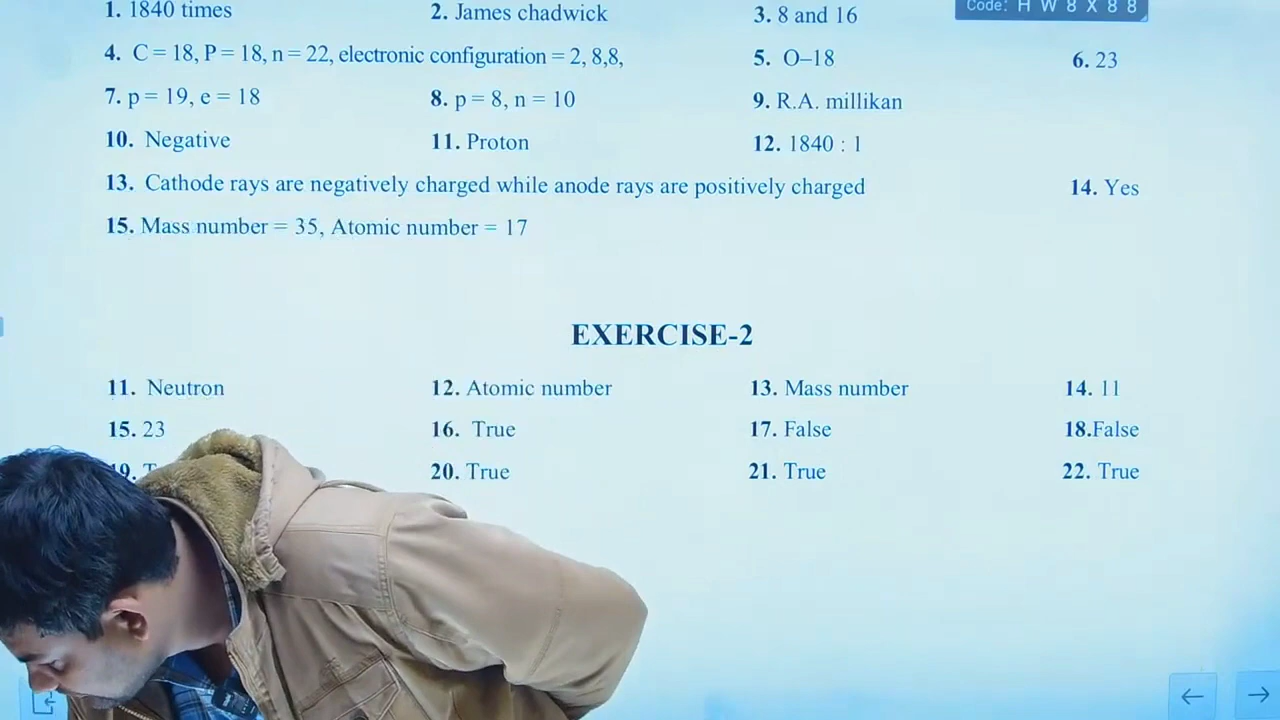 Code: H W 8 X 8 8
1. 1840 times 2. James chadwick 3. 8 and 16
4. C = 18, P = 18, n = 22, electronic configuration = 2, 8,8, 5. O–18 6. 23
7. p = 19, e = 18 8. p = 8, n = 10 9. R.A. millikan
10. Negative 11. Proton 12. 1840 : 1
13. Cathode rays are negatively charged while anode rays are positively charged 14. Yes
15. Mass number = 35, Atomic number = 17
EXERCISE-2
11. Neutron 12. Atomic number 13. Mass number 14. 11
15. 23 16. True 17. False 18.False
19. 20. True 21. True 22. True